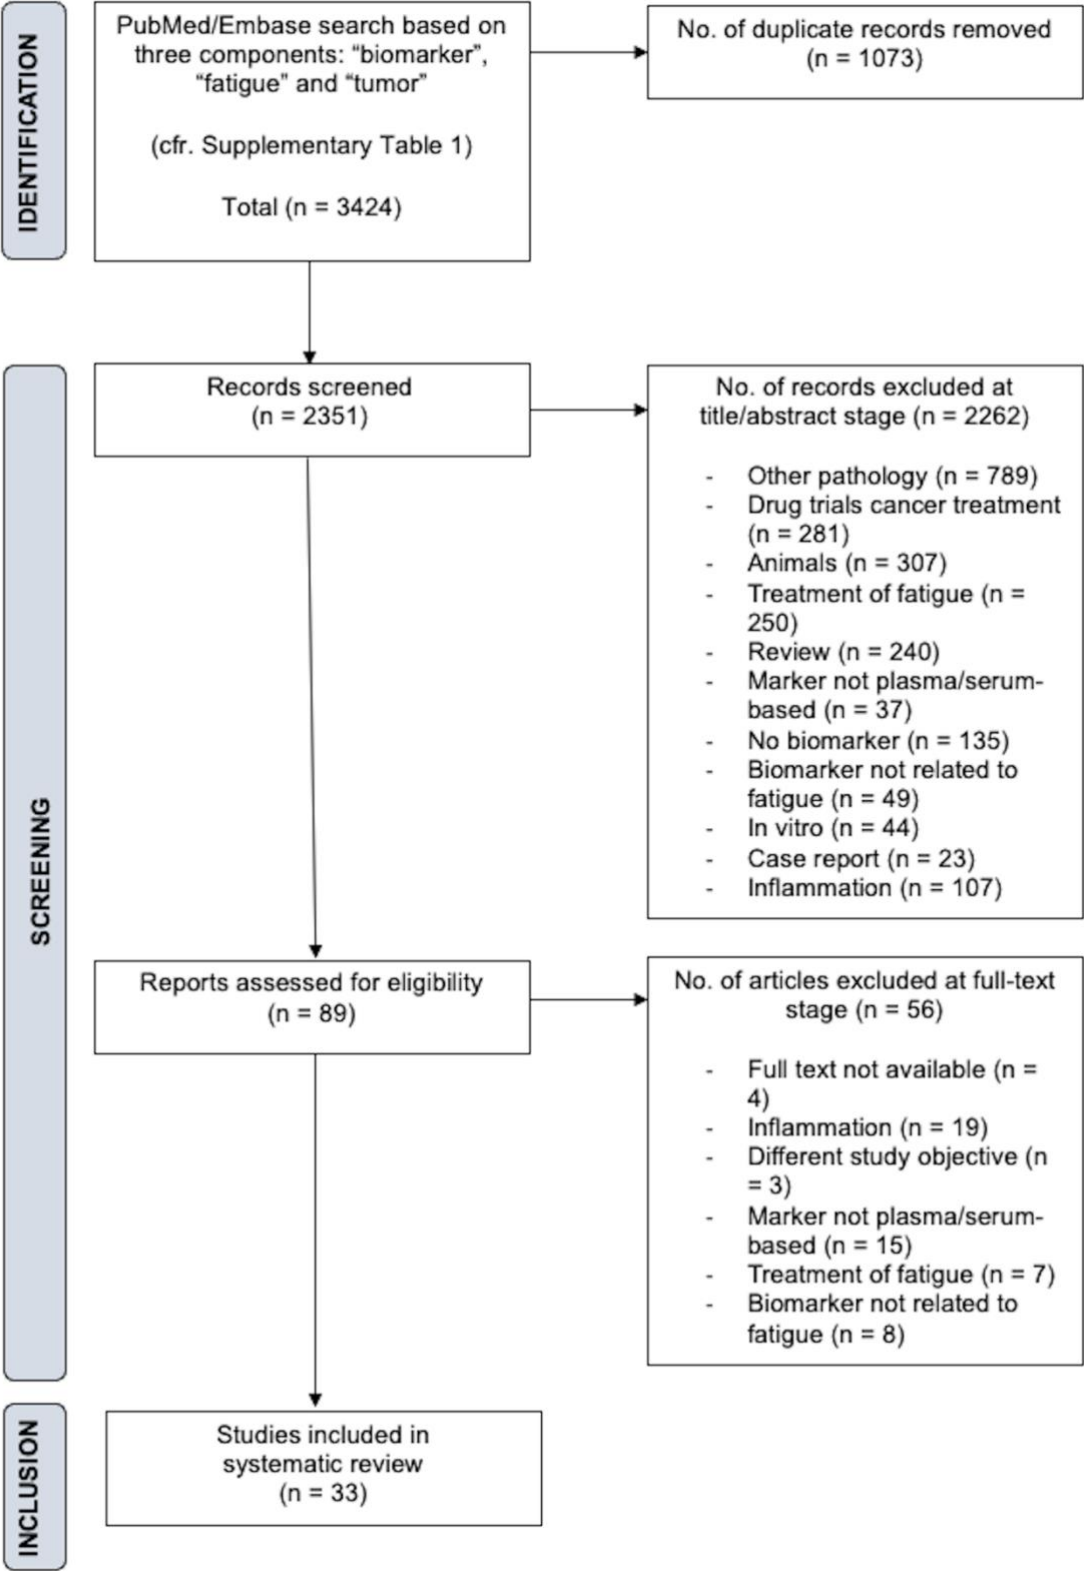 IDENTIFICATION
PubMed/Embase search based on
three components: “biomarker”,
“fatigue” and “tumor”
(cfr. Supplementary Table 1)
Total (n = 3424)
No. of duplicate records removed
(n = 1073)
SCREENING
Records screened
(n = 2351)
No. of records excluded at
title/abstract stage (n = 2262)
- Other pathology (n = 789)
- Drug trials cancer treatment
(n = 281)
- Animals (n = 307)
- Treatment of fatigue (n =
250)
- Review (n = 240)
- Marker not plasma/serum-
based (n = 37)
- No biomarker (n = 135)
- Biomarker not related to
fatigue (n = 49)
- In vitro (n = 44)
- Case report (n = 23)
- Inflammation (n = 107)
Reports assessed for eligibility
(n = 89)
No. of articles excluded at full-text
stage (n = 56)
- Full text not available (n =
4)
- Inflammation (n = 19)
- Different study objective (n
= 3)
- Marker not plasma/serum-
based (n = 15)
- Treatment of fatigue (n = 7)
- Biomarker not related to
fatigue (n = 8)
INCLUSION
Studies included in
systematic review
(n = 33)